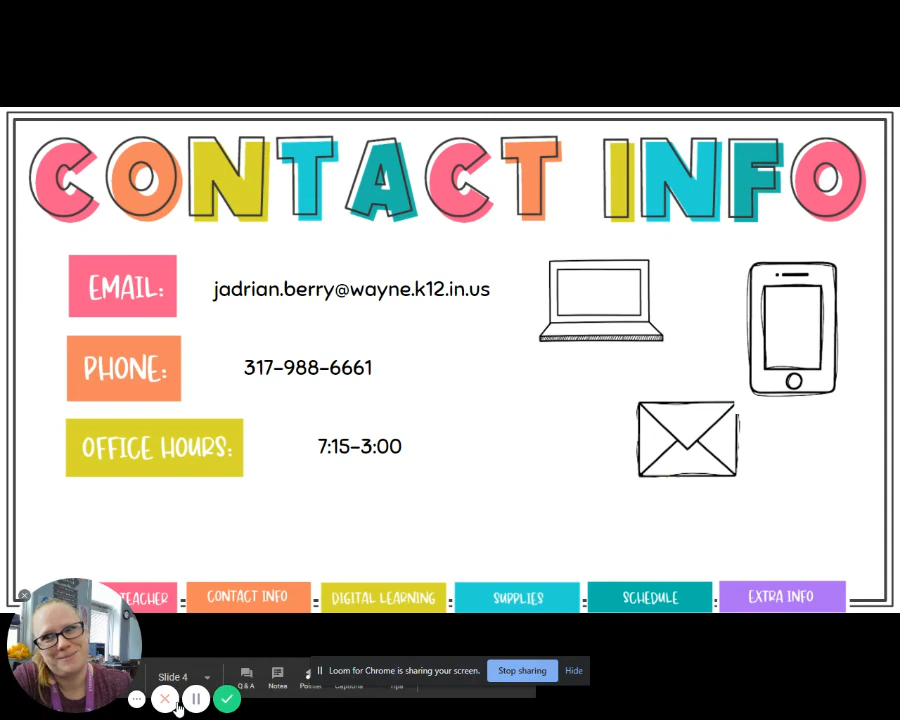 CONTACT INFO
EMAIL: jadrian.berry@wayne.k12.in.us
PHONE: 317-988-6661
OFFICE HOURS: 7:15-3:00
TEACHER CONTACT INFO DIGITAL LEARNING SUPPLIES SCHEDULE EXTRA INFO
Slide 4
Q & A Notes
Loom for Chrome is sharing your screen. Stop sharing Hide